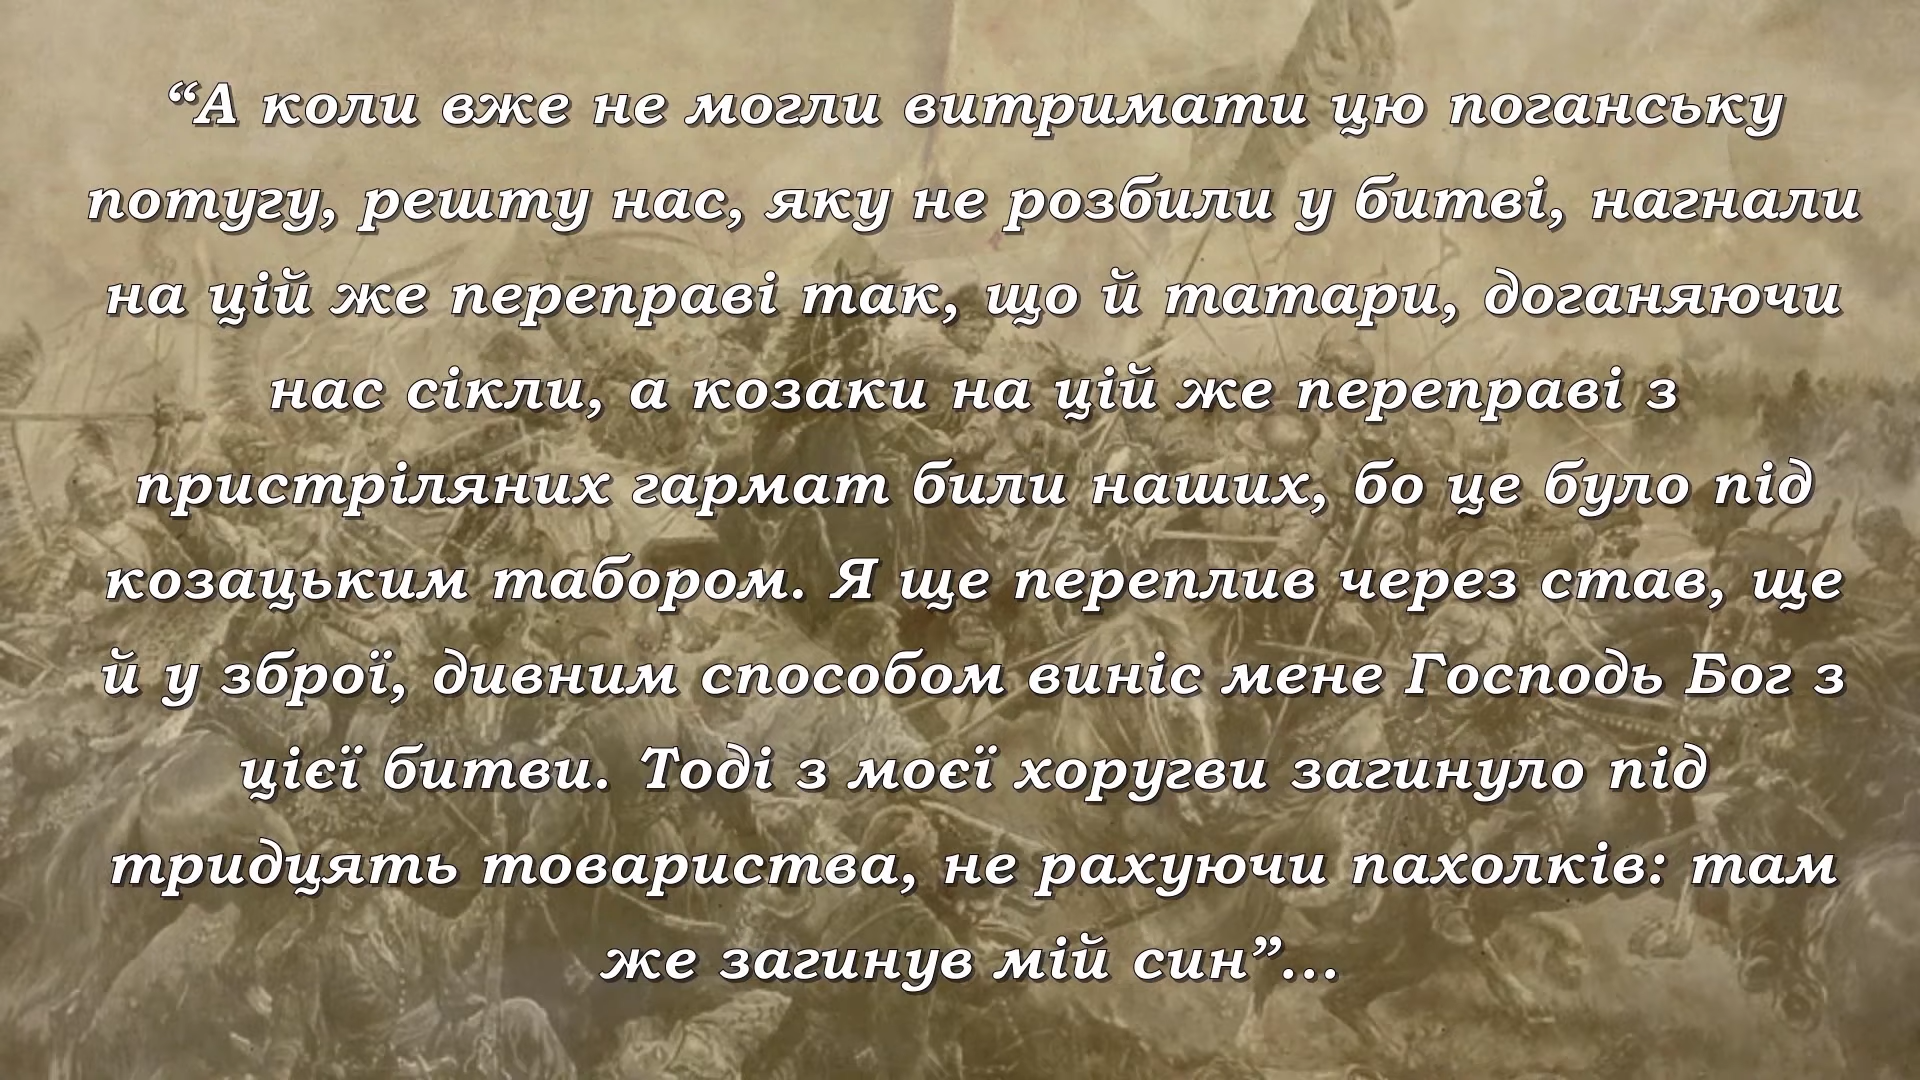 “А коли вже не могли витримати цю поганську
потугу, решту нас, яку не розбили у битві, нагнали
на цій же переправі так, що й татари, доганяючи
нас сікли, а козаки на цій же переправі з
пристріляних гармат били наших, бо це було під
козацьким табором. Я ще переплив через став, ще
й у зброї, дивним способом виніс мене Господь Бог з
цієї битви. Тоді з моєї хоругви загинуло під
тридцять товариства, не рахуючи пахолків: там
же загинув мій син”...